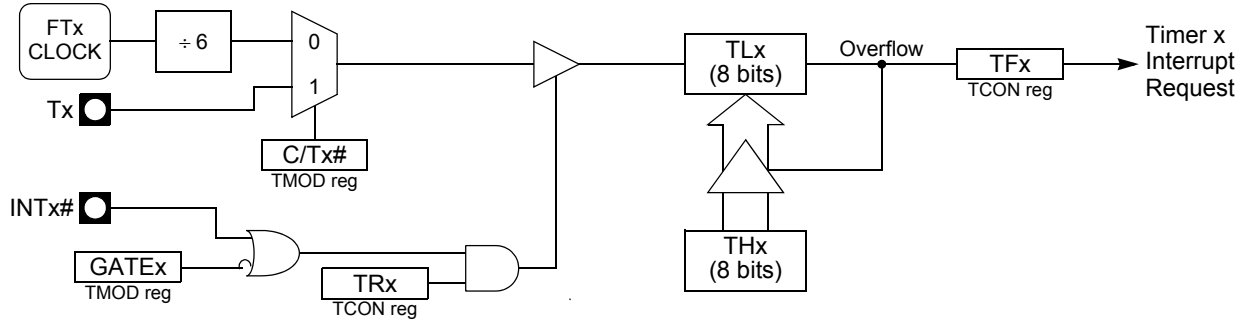 FTx
CLOCK
÷ 6
0
1
Tx
C/Tx#
TMOD reg
TLx
(8 bits)
Overflow
TFx
TCON reg
Timer x
Interrupt
Request
INTx#
GATEx
TMOD reg
TRx
TCON reg
THx
(8 bits)